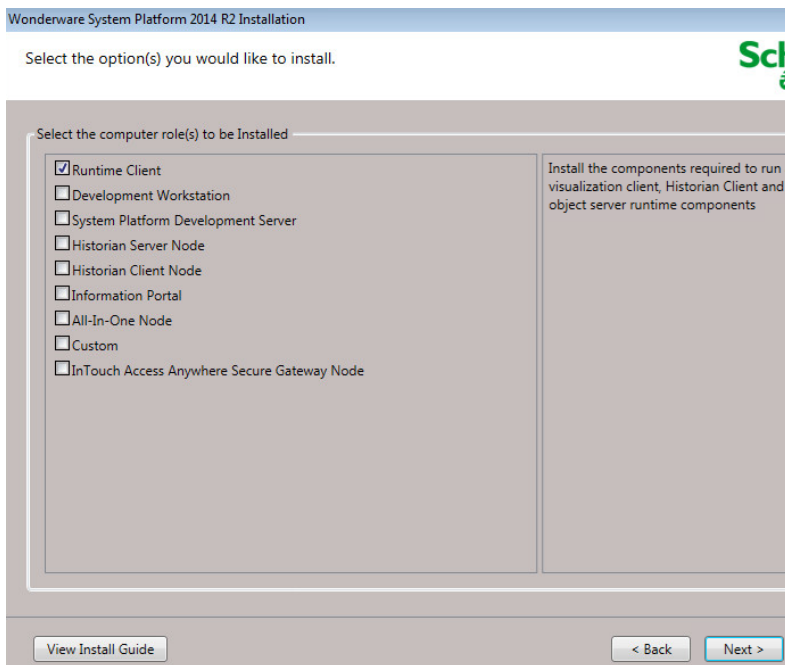 Wonderware System Platform 2014 R2 Installation
Select the option(s) you would like to install.
Select the computer role(s) to be Installed
Runtime Client
Development Workstation
System Platform Development Server
Historian Server Node
Historian Client Node
Information Portal
All-In-One Node
Custom
InTouch Access Anywhere Secure Gateway Node
Install the components required to run
visualization client, Historian Client and
object server runtime components
View Install Guide
< Back
Next >